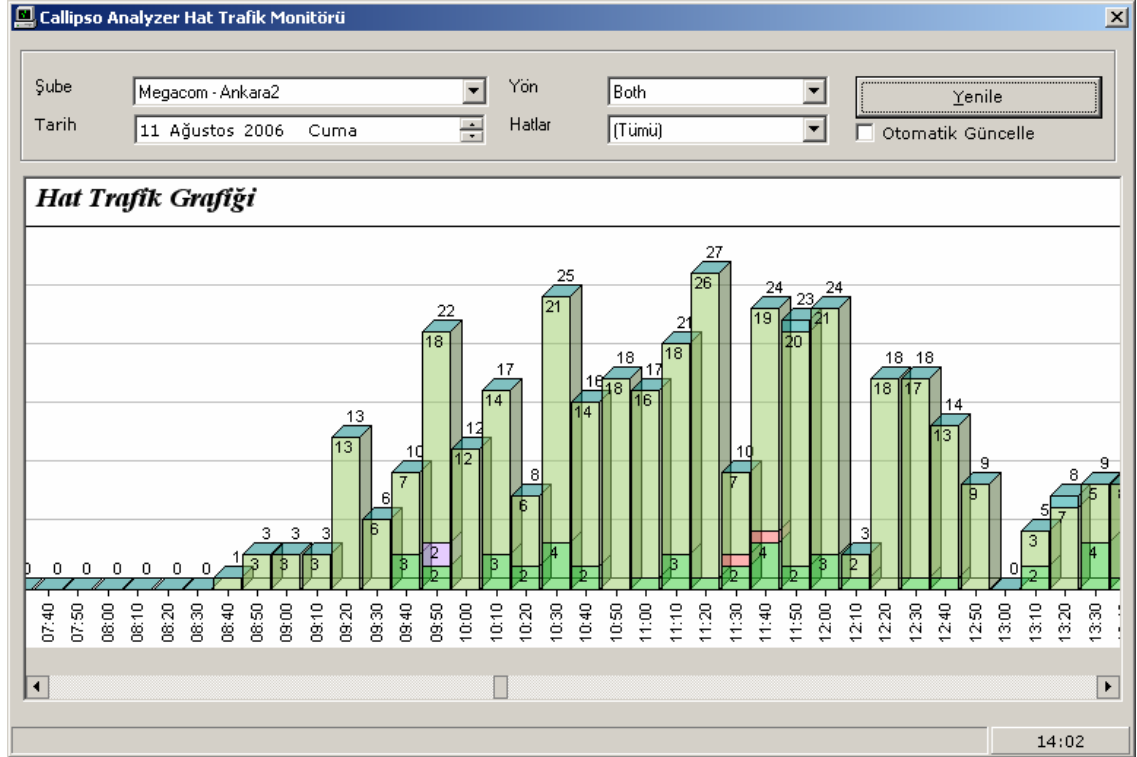 Callipso Analyzer Hat Trafik Monitörü
Şube Megacom - Ankara2 Yön Both Yenile
Tarih 11 Ağustos 2006 Cuma Hatlar (Tümü) Otomatik Güncelle
Hat Trafik Grafiği
0 0 0 0 0 0 0 1 3 3 3 13 6 10 22 12 17 8 25 16 18 17 21 27 10 24 23 24 3 18 18 14 9 0 5 8 9
3 3 3 13 6 7 18 12 14 6 21 14 18 16 18 26 7 19 20 21 2 18 17 13 9 3 7 5
2
3 2 3 2 4 2 3 2 4 2 3 2 4
07:40 07:50 08:00 08:10 08:20 08:30 08:40 08:50 09:00 09:10 09:20 09:30 09:40 09:50 10:00 10:10 10:20 10:30 10:40 10:50 11:00 11:10 11:20 11:30 11:40 11:50 12:00 12:10 12:20 12:30 12:40 12:50 13:00 13:10 13:20 13:30
14:02